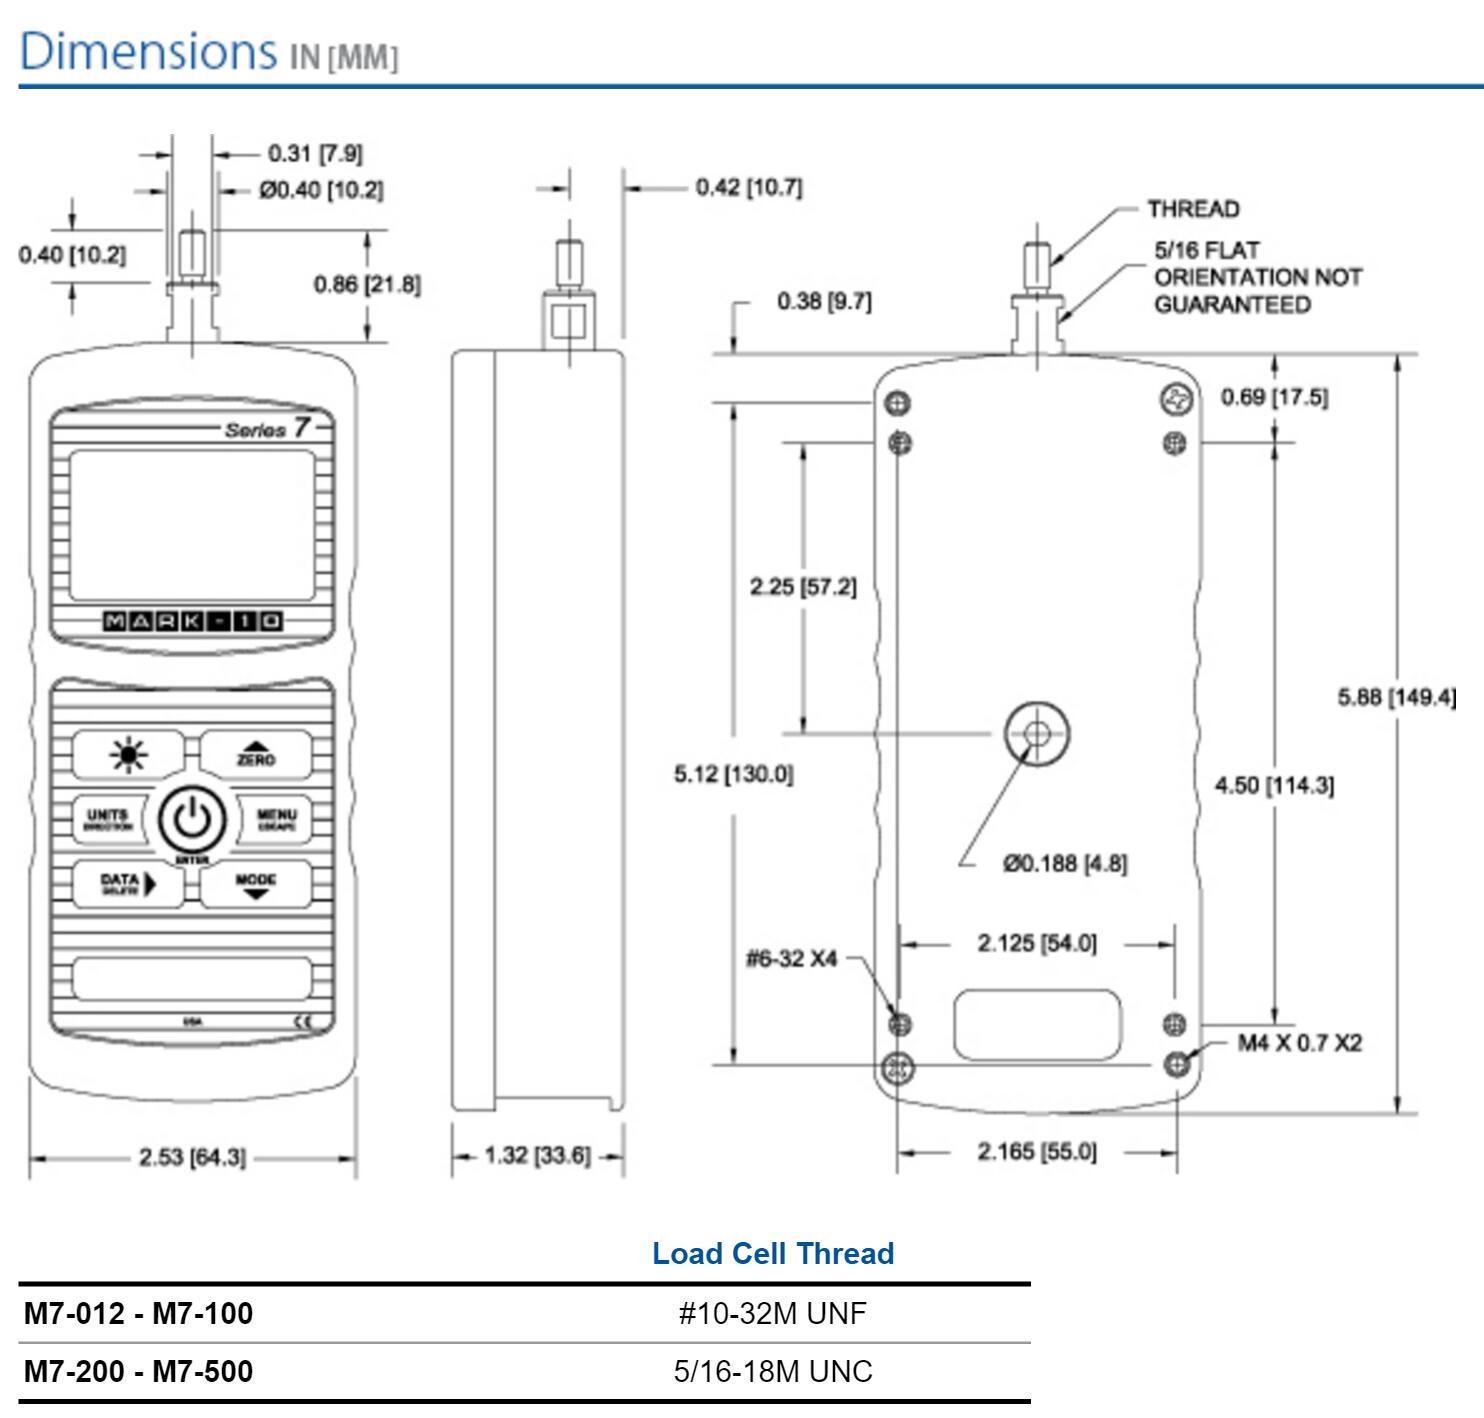 Dimensions IN [MM]
0.31 [7.9]
Ø0.40 [10.2]
0.40 [10.2]
0.86 [21.8]
0.42 [10.7]
THREAD
5/16 FLAT
ORIENTATION NOT
GUARANTEED
0.38 [9.7]
0.69 [17.5]
Series 7
2.25 [57.2]
MARK-10
5.88 [149.4]
ZERO
5.12 [130.0]
4.50 [114.3]
UNITS
DIRECTION
MENU
ESCAPE
ENTER
Ø0.188 [4.8]
DATA
DELETE
MODE
2.125 [54.0]
#6-32 X4
USA
CE
M4 X 0.7 X2
2.53 [64.3]
1.32 [33.6]
2.165 [55.0]
Load Cell Thread
M7-012 - M7-100 #10-32M UNF
M7-200 - M7-500 5/16-18M UNC